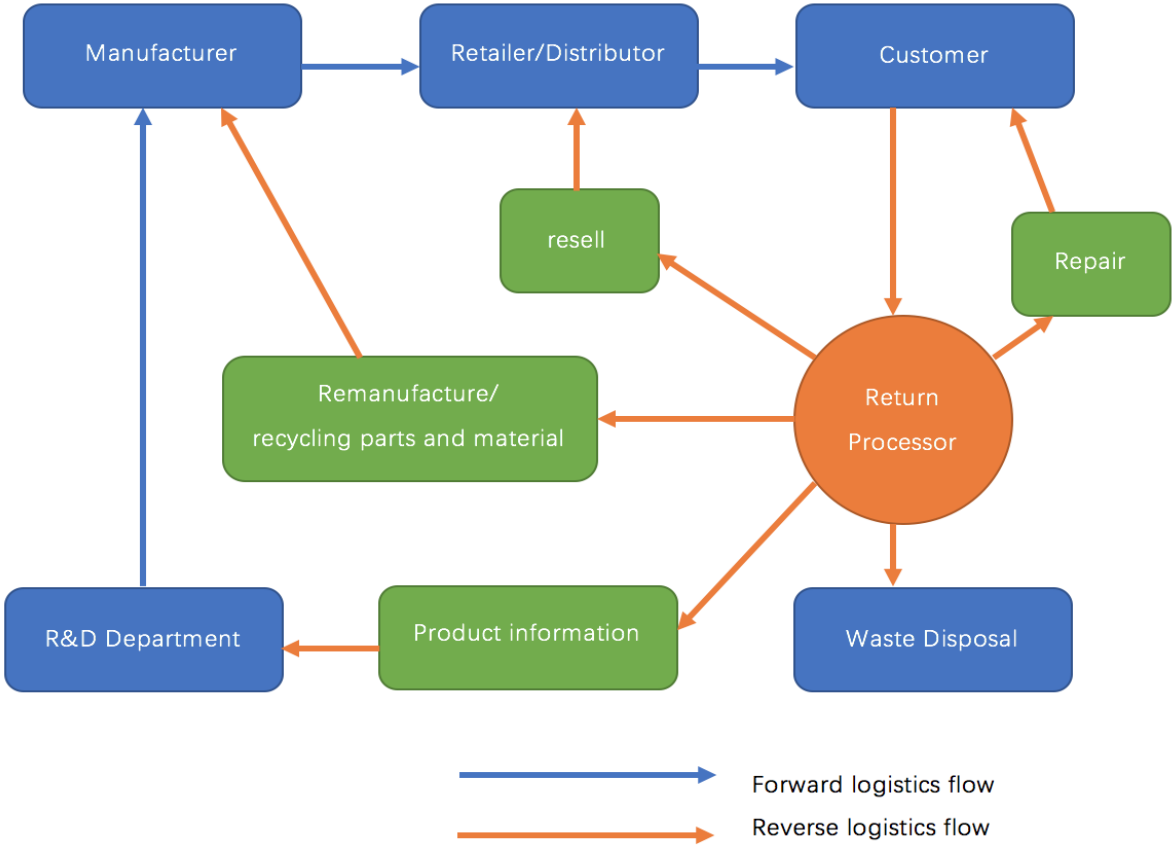 Manufacturer
Retailer/Distributor
Customer
resell
Repair
Remanufacture/
recycling parts and material
Return
Processor
R&D Department
Product information
Waste Disposal
Forward logistics flow
Reverse logistics flow